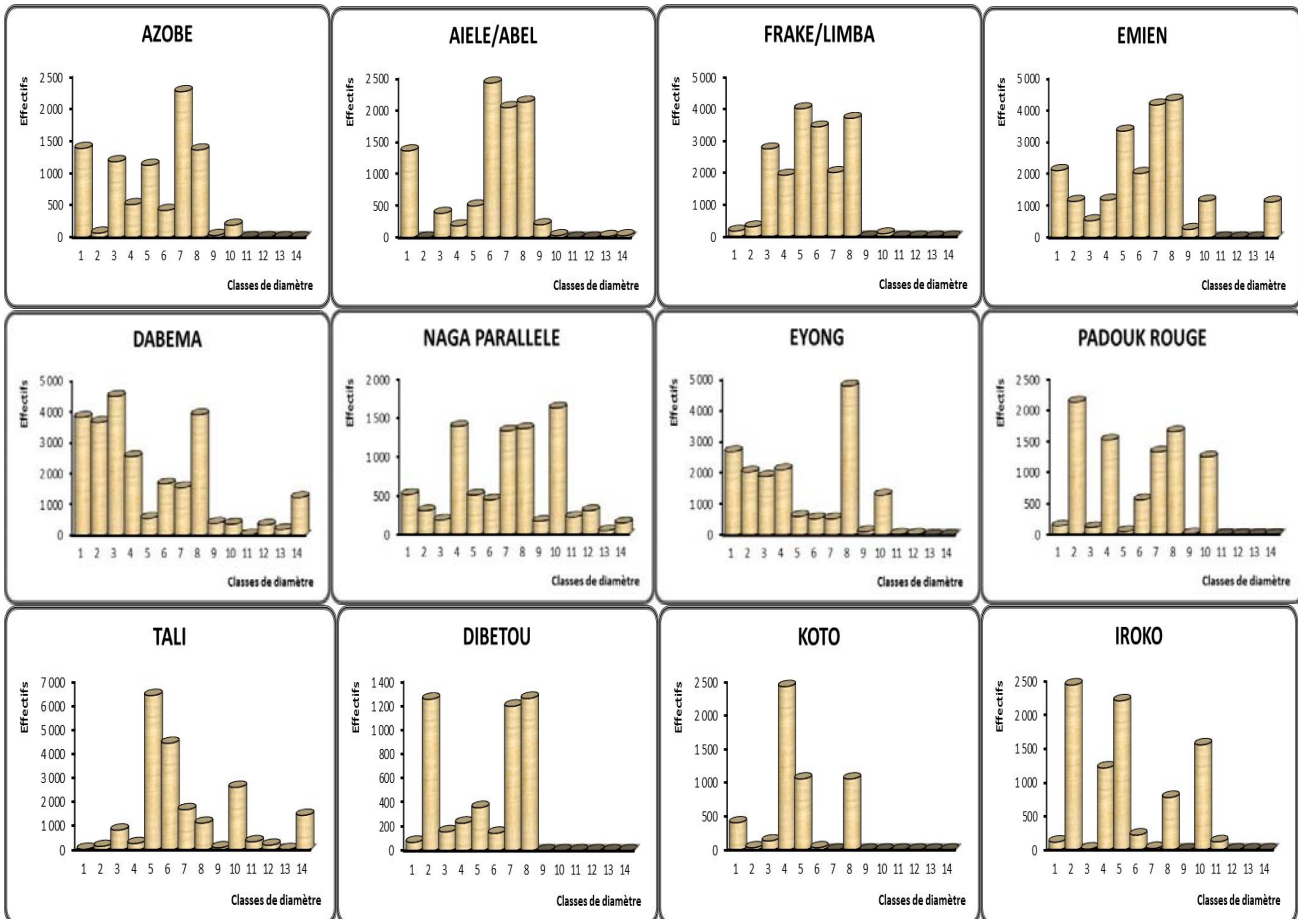 AZOBE
Effectifs
2 500
2 000
1 500
1 000
500
0
1 2 3 4 5 6 7 8 9 10 11 12 13 14
Classes de diamètre
AIELE/ABEL
Effectifs
2 500
2 000
1 500
1 000
500
0
1 2 3 4 5 6 7 8 9 10 11 12 13 14
Classes de diamètre
FRAKE/LIMBA
Effectifs
5 000
4 000
3 000
2 000
1 000
0
1 2 3 4 5 6 7 8 9 10 11 12 13 14
Classes de diamètre
EMIEN
Effectifs
5 000
4 000
3 000
2 000
1 000
0
1 2 3 4 5 6 7 8 9 10 11 12 13 14
Classes de diamètre
DABEMA
Effectifs
5 000
4 000
3 000
2 000
1 000
0
1 2 3 4 5 6 7 8 9 10 11 12 13 14
Classes de diamètre
NAGA PARALLELE
Effectifs
2 000
1 500
1 000
500
0
1 2 3 4 5 6 7 8 9 10 11 12 13 14
Classes de diamètre
EYONG
Effectifs
5 000
4 000
3 000
2 000
1 000
0
1 2 3 4 5 6 7 8 9 10 11 12 13 14
Classes de diamètre
PADOUK ROUGE
Effectifs
2 500
2 000
1 500
1 000
500
0
1 2 3 4 5 6 7 8 9 10 11 12 13 14
Classes de diamètre
TALI
Effectifs
7 000
6 000
5 000
4 000
3 000
2 000
1 000
0
1 2 3 4 5 6 7 8 9 10 11 12 13 14
Classes de diamètre
DIBETOU
Effectifs
1 400
1 200
1 000
800
600
400
200
0
1 2 3 4 5 6 7 8 9 10 11 12 13 14
Classes de diamètre
KOTO
Effectifs
2 500
2 000
1 500
1 000
500
0
1 2 3 4 5 6 7 8 9 10 11 12 13 14
Classes de diamètre
IROKO
Effectifs
2 500
2 000
1 500
1 000
500
0
1 2 3 4 5 6 7 8 9 10 11 12 13 14
Classes de diamètre